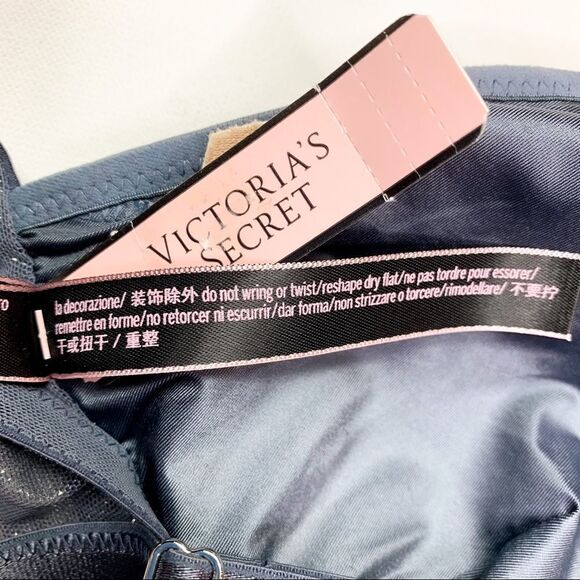 VICTORIA'S
SECRET
la decorazione/ 装饰除外 do not wring or twist/reshape dry flat/ne pas tordre pour essorer/
remettre en forme/no retorcer ni escurrir/dar forma/non strizzare o torcere/rimodellare/ 不要拧
干或扭干 / 重整